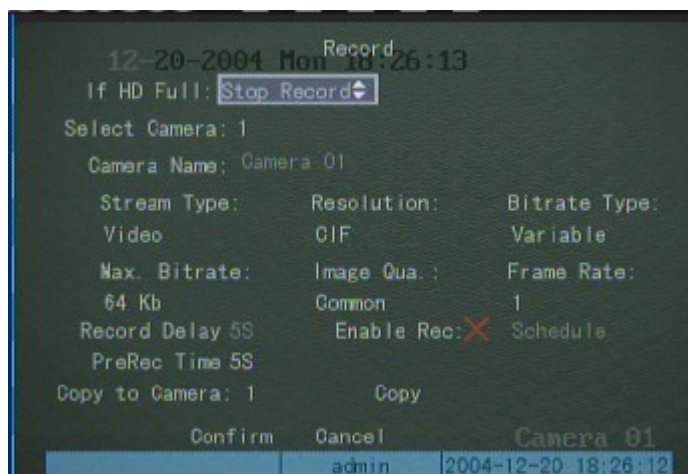 Record
12-20-2004 Mon 18:26:13
If HD Full: Stop Record
Select Camera: 1
Camera Name: Camera 01
Stream Type: Resolution: Bitrate Type:
Video CIF Variable
Max. Bitrate: Image Qua.: Frame Rate:
64 Kb Common 1
Record Delay 5S Enable Rec: Schedule
PreRec Time 5S
Copy to Camera: 1 Copy
Confirm Cancel
Camera 01
admin 2004-12-20 18:26:12